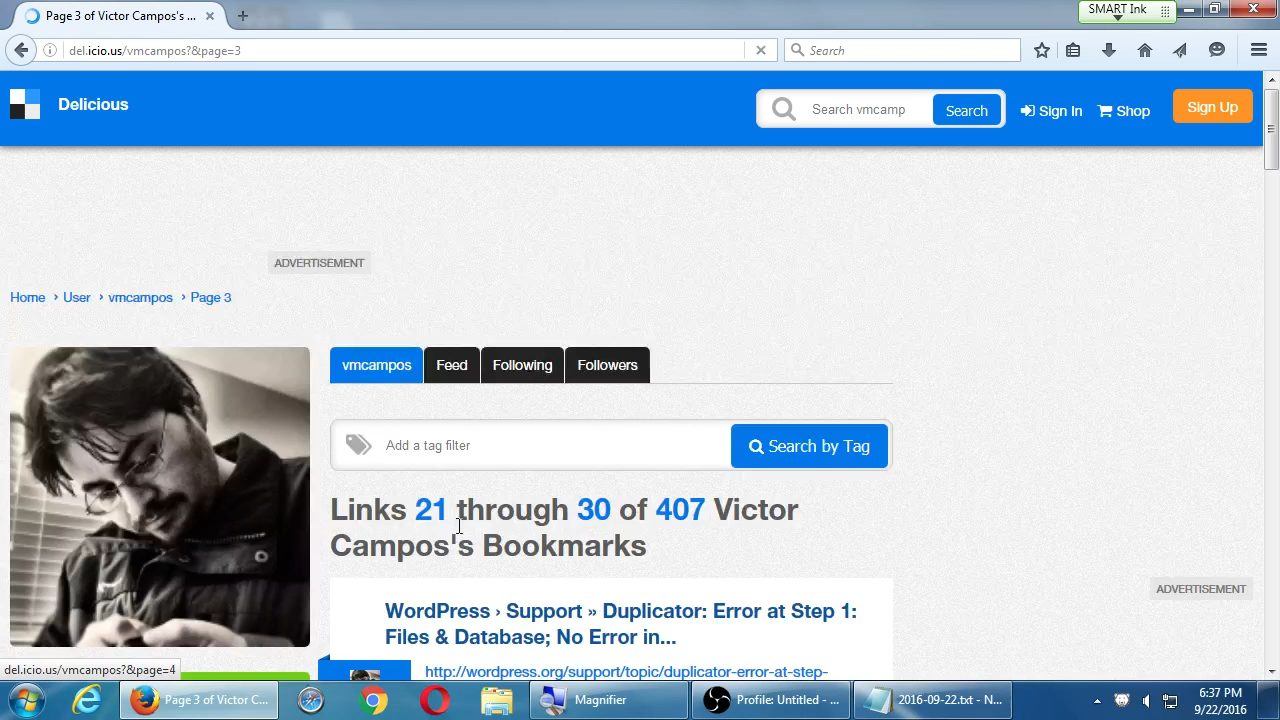 Page 3 of Victor Campos's ...
SMART Ink
del.icio.us/vmcampos?&page=3
Search
Delicious
Search vmcamp
Search
Sign In
Shop
Sign Up
ADVERTISEMENT
Home › User › vmcampos › Page 3
vmcampos
Feed
Following
Followers
Add a tag filter
Search by Tag
Links 21 through 30 of 407 Victor
Campos's Bookmarks
ADVERTISEMENT
WordPress › Support » Duplicator: Error at Step 1:
Files & Database; No Error in...
http://wordpress.org/support/topic/duplicator-error-at-step-
del.icio.us/vmcampos?&page=4
Page 3 of Victor C...
Magnifier
Profile: Untitled - ...
2016-09-22.txt - N...
6:37 PM
9/22/2016